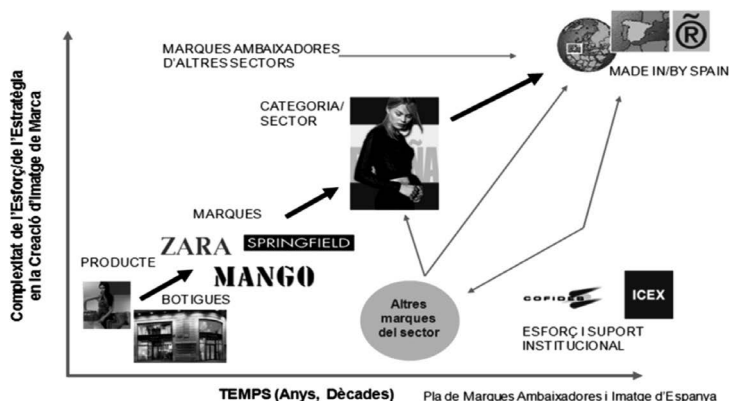 MARQUES AMBAIXADORES
D'ALTRES SECTORS
Ñ
MADE IN/BY SPAIN
CATEGORIA/
SECTOR
MARQUES
ZARA
SPRINGFIELD
MANGO
PRODUCTE
BOTIGUES
Altres
marques
del sector
COFIDES
ICEX
ESFORÇ I SUPORT
INSTITUCIONAL
Complexitat de l'Esforç/de l'Estratègia
en la Creació d'Imatge de Marca
TEMPS (Anys, Dècades)
Pla de Marques Ambaixadores i Imatge d'Espanya